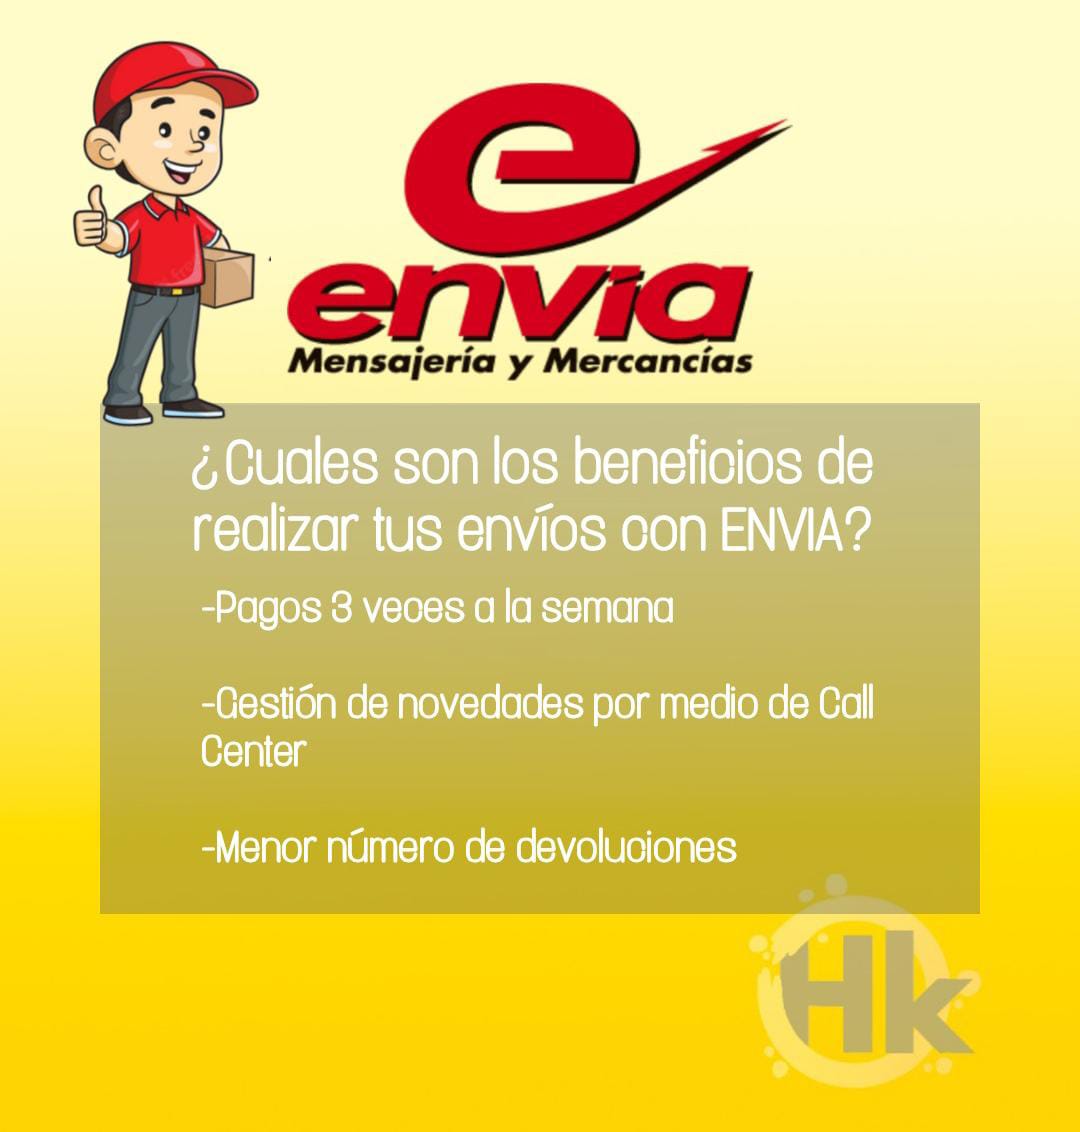 e
envía
Mensajería y Mercancías
¿Cuales son los beneficios de
realizar tus envíos con ENVIA?
-Pagos 3 veces a la semana
-Gestión de novedades por medio de Call
Center
-Menor número de devoluciones
Hk